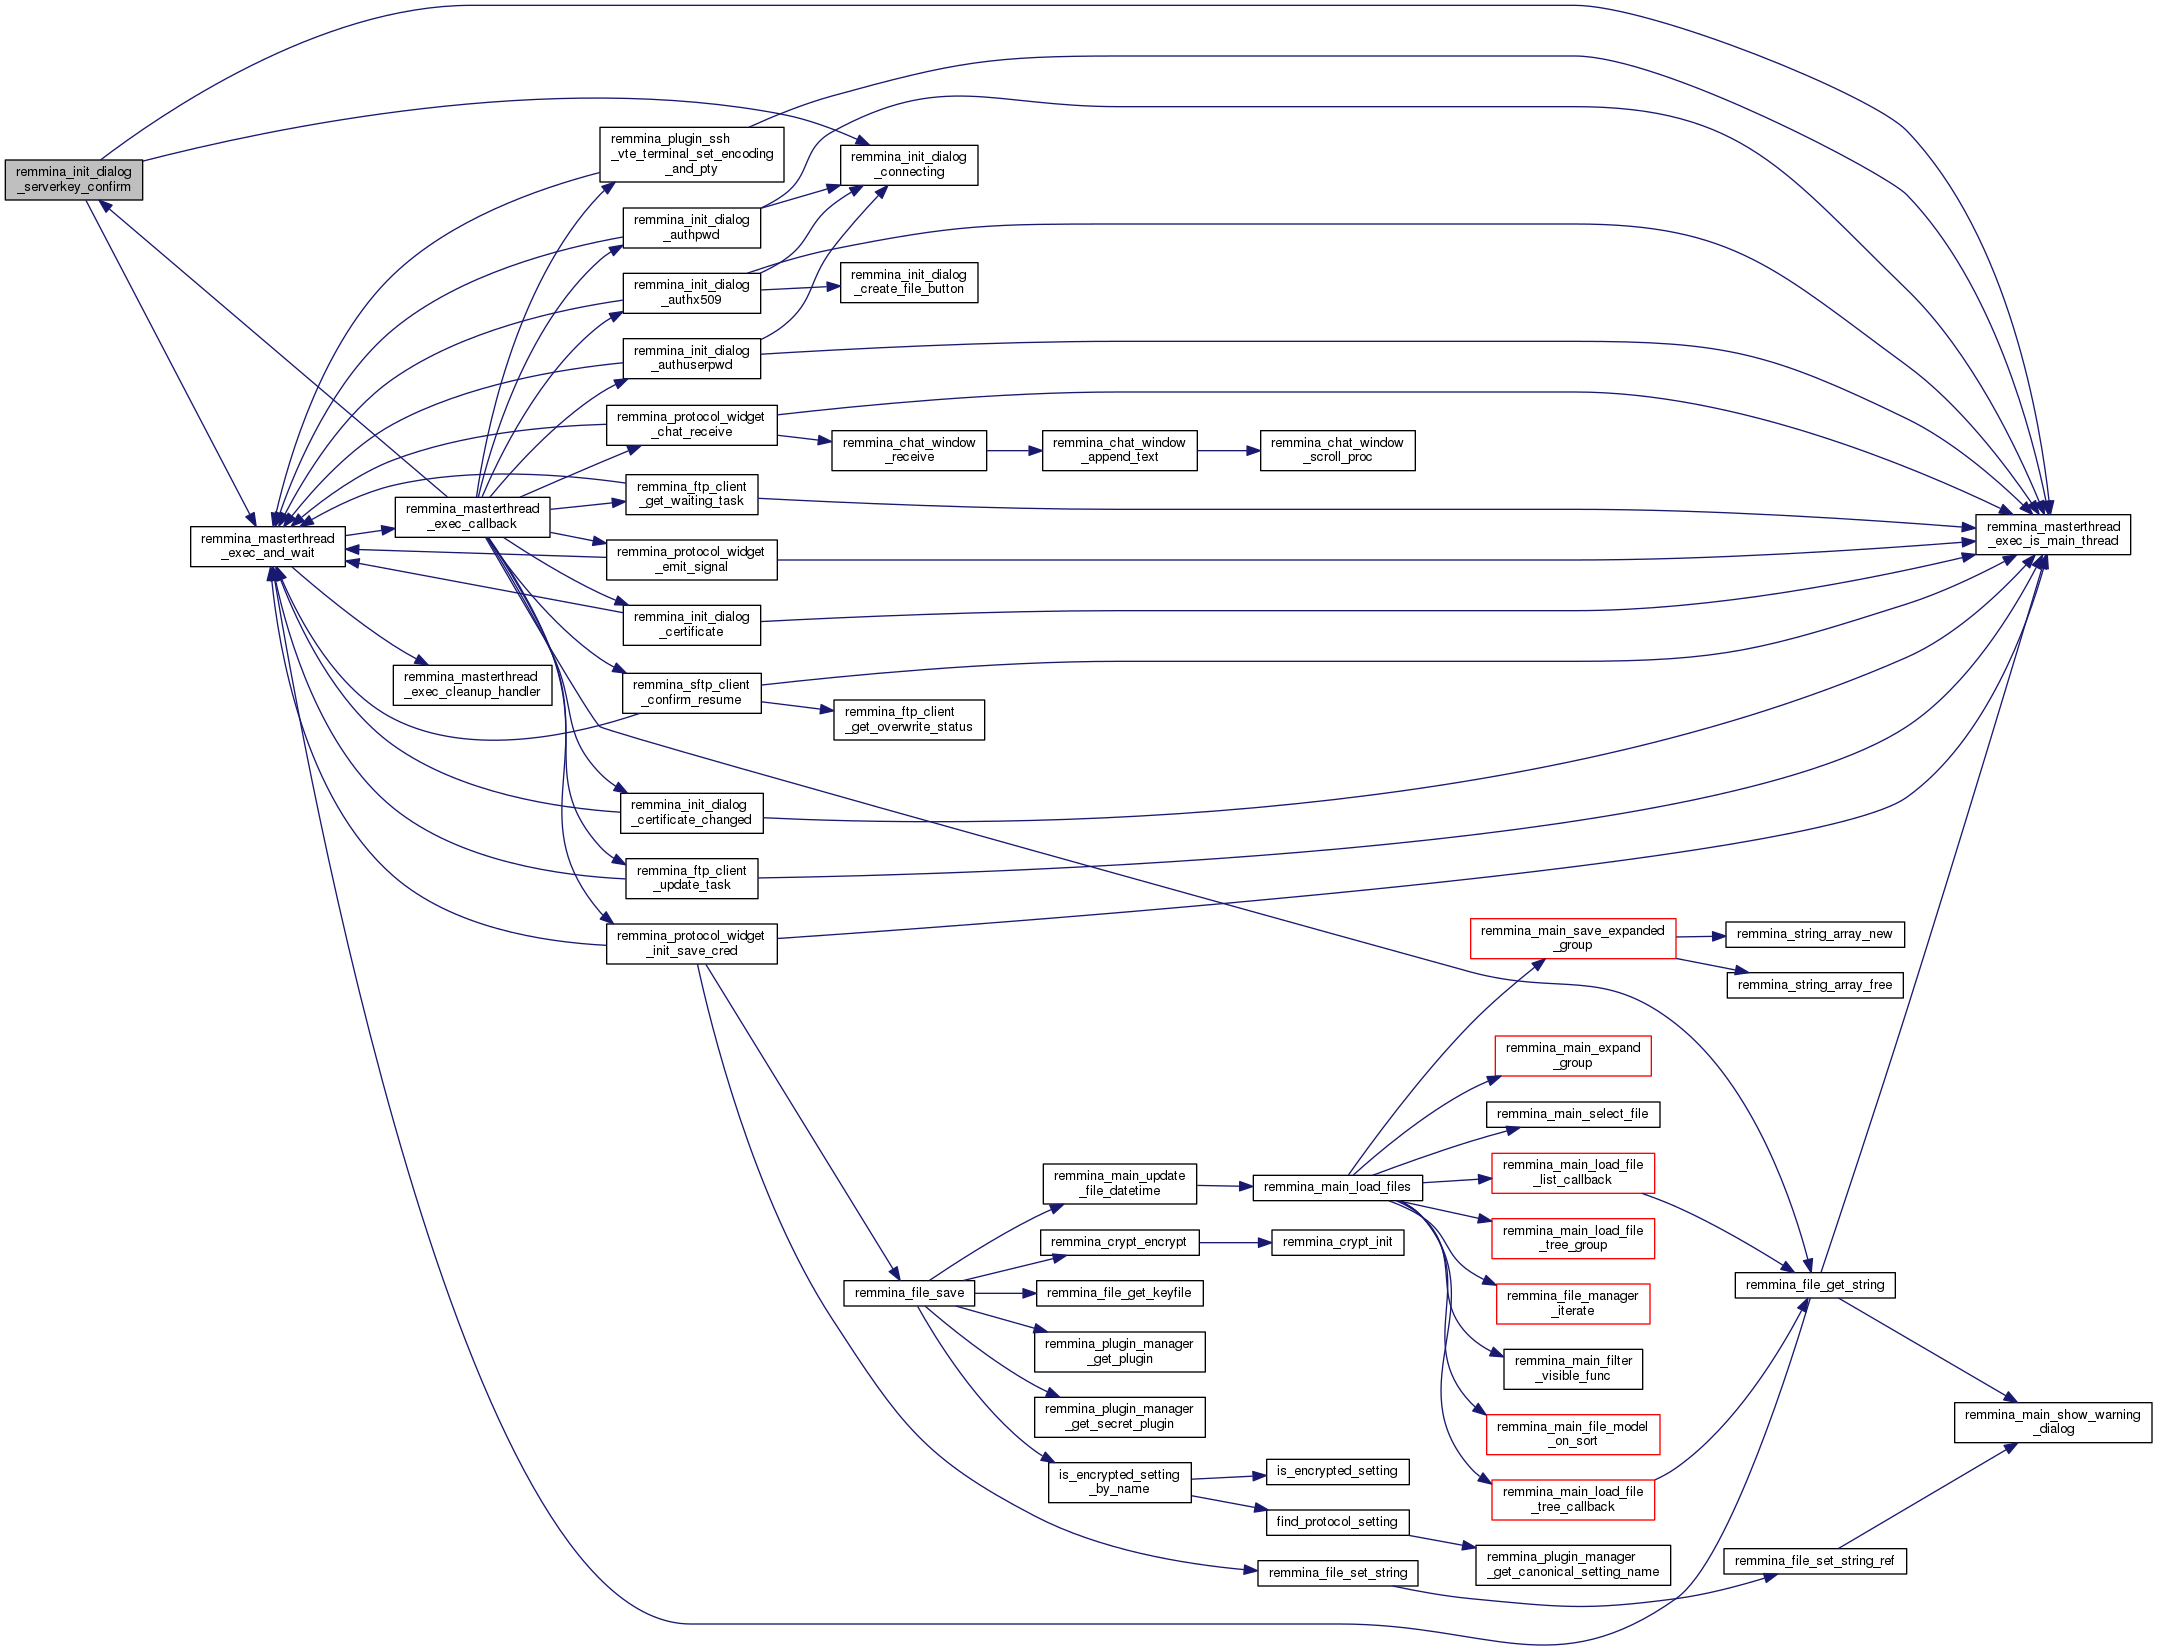 remmina_init_dialog
_serverkey_confirm
remmina_masterthread
_exec_and_wait
remmina_masterthread
_exec_callback
remmina_masterthread
_exec_cleanup_handler
remmina_plugin_ssh
_vte_terminal_set_encoding
_and_pty
remmina_init_dialog
_authpwd
remmina_init_dialog
_authx509
remmina_init_dialog
_authuserpwd
remmina_protocol_widget
_chat_receive
remmina_ftp_client
_get_waiting_task
remmina_protocol_widget
_emit_signal
remmina_init_dialog
_certificate
remmina_sftp_client
_confirm_resume
remmina_init_dialog
_certificate_changed
remmina_ftp_client
_update_task
remmina_protocol_widget
_init_save_cred
remmina_init_dialog
_connecting
remmina_init_dialog
_create_file_button
remmina_chat_window
_receive
remmina_chat_window
_append_text
remmina_chat_window
_scroll_proc
remmina_ftp_client
_get_overwrite_status
remmina_masterthread
_exec_is_main_thread
remmina_file_save
remmina_main_update
_file_datetime
remmina_crypt_encrypt
remmina_file_get_keyfile
remmina_plugin_manager
_get_plugin
remmina_plugin_manager
_get_secret_plugin
is_encrypted_setting
_by_name
remmina_main_load_files
remmina_crypt_init
is_encrypted_setting
find_protocol_setting
remmina_file_set_string
remmina_main_save_expanded
_group
remmina_main_expand
_group
remmina_main_select_file
remmina_main_load_file
_list_callback
remmina_main_load_file
_tree_group
remmina_file_manager
_iterate
remmina_main_filter
_visible_func
remmina_main_file_model
_on_sort
remmina_main_load_file
_tree_callback
remmina_plugin_manager
_get_canonical_setting_name
remmina_string_array_new
remmina_string_array_free
remmina_file_get_string
remmina_file_set_string_ref
remmina_main_show_warning
_dialog